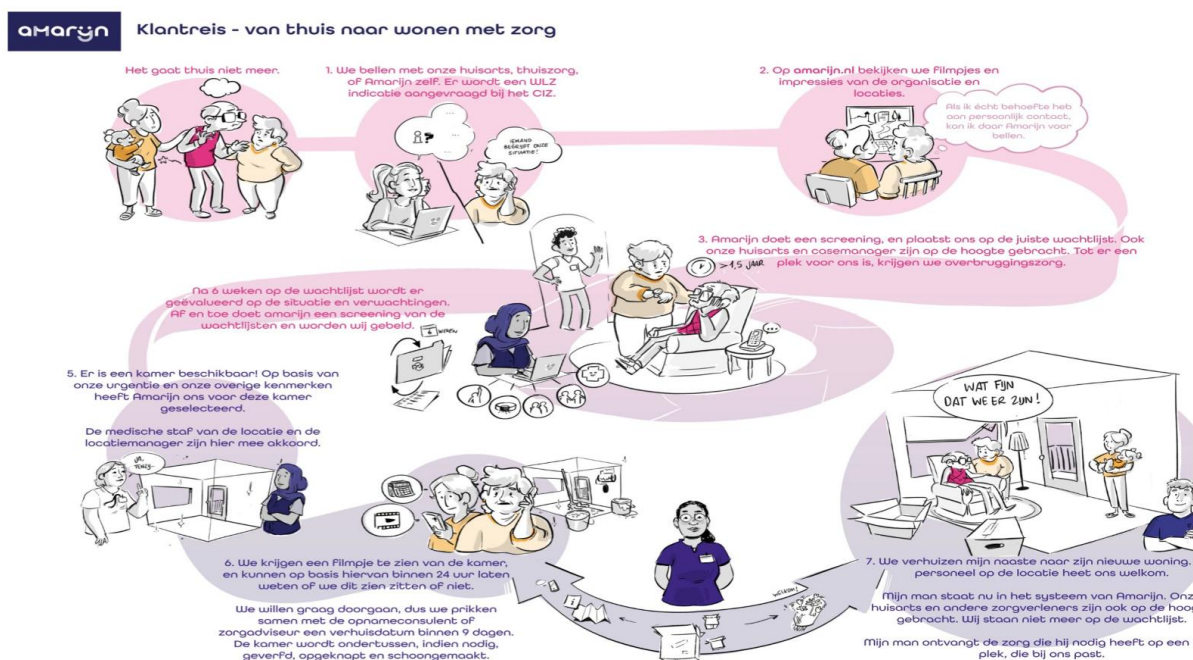 amarijn
Klantreis - van thuis naar wonen met zorg
Het gaat thuis niet meer.
1. We bellen met onze huisarts, thuiszorg,
of Amarijn zelf. Er wordt een WLZ
indicatie aangevraagd bij het CIZ.
i?
IEMAND
BEGRIJPT ONZE
SITUATIE!
2. Op amarijn.nl bekijken we filmpjes en
impressies van de organisatie en
locaties.
Als ik écht behoefte heb
aan persoonlijk contact,
kan ik daar Amarijn voor
bellen.
3. Amarijn doet een screening, en plaatst ons op de juiste wachtlijst. Ook
onze huisarts en casemanager zijn op de hoogte gebracht. Tot er een
plek voor ons is, krijgen we overbruggingszorg.
>1,5 JAAR
Na 6 weken op de wachtlijst wordt er
geëvalueerd op de situatie en verwachtingen.
Af en toe doet amarijn een screening van de
wachtlijsten en worden wij gebeld.
6 WEKEN
5. Er is een kamer beschikbaar! Op basis van
onze urgentie en onze overige kenmerken
heeft Amarijn ons voor deze kamer
geselecteerd.
De medische staf van de locatie en de
locatiemanager zijn hier mee akkoord.
JA,
6. We krijgen een filmpje te zien van de kamer,
en kunnen op basis hiervan binnen 24 uur laten
weten of we dit zien zitten of niet.
We willen graag doorgaan, dus we prikken
samen met de opnameconsulent of
zorgadviseur een verhuisdatum binnen 9 dagen.
De kamer wordt ondertussen, indien nodig,
geverfd, opgeknapt en schoongemaakt.
WELKOM!
WAT FIJN
DAT WE ER ZIJN!
7. We verhuizen mijn naaste naar zijn nieuwe woning.
personeel op de locatie heet ons welkom.
Mijn man staat nu in het systeem van Amarijn. Onz
huisarts en andere zorgverleners zijn ook op de hoog
gebracht. Wij staan niet meer op de wachtlijst.
Mijn man ontvangt de zorg die hij nodig heeft op een
plek, die bij ons past.